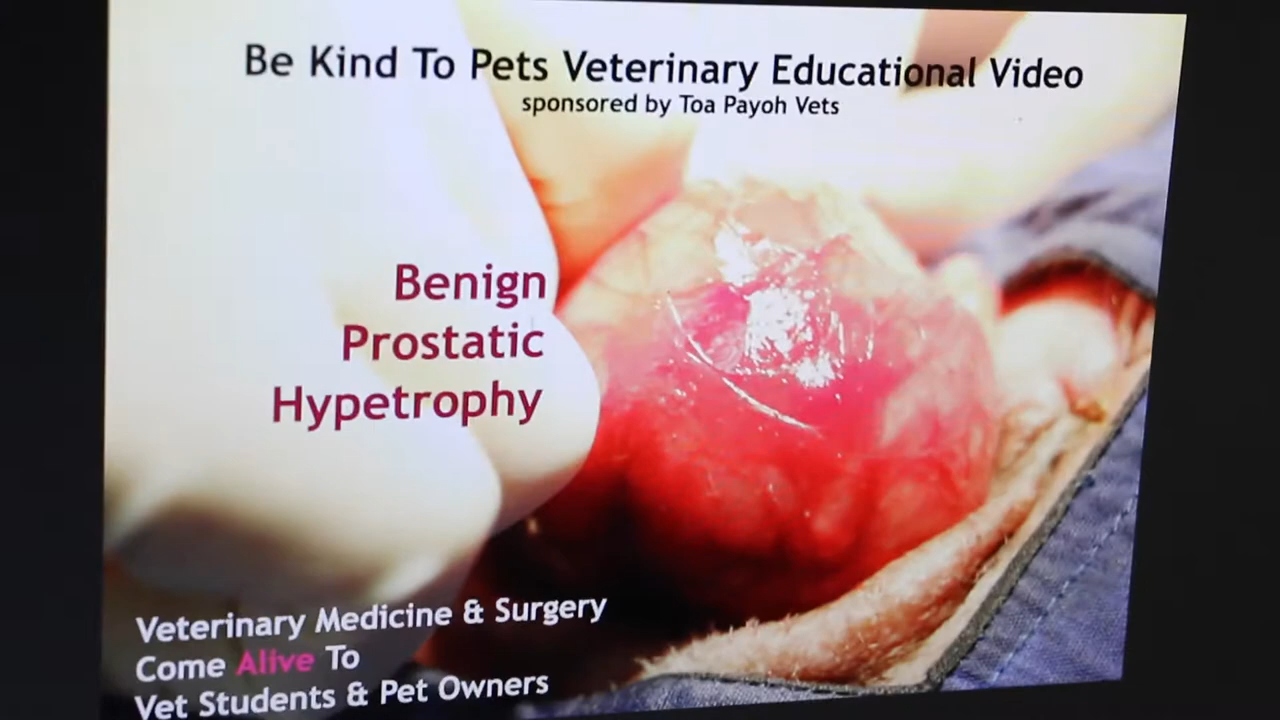 Be Kind To Pets Veterinary Educational Video
sponsored by Toa Payoh Vets
Benign
Prostatic
Hypetrophy
Veterinary Medicine & Surgery
Come Alive To
Vet Students & Pet Owners